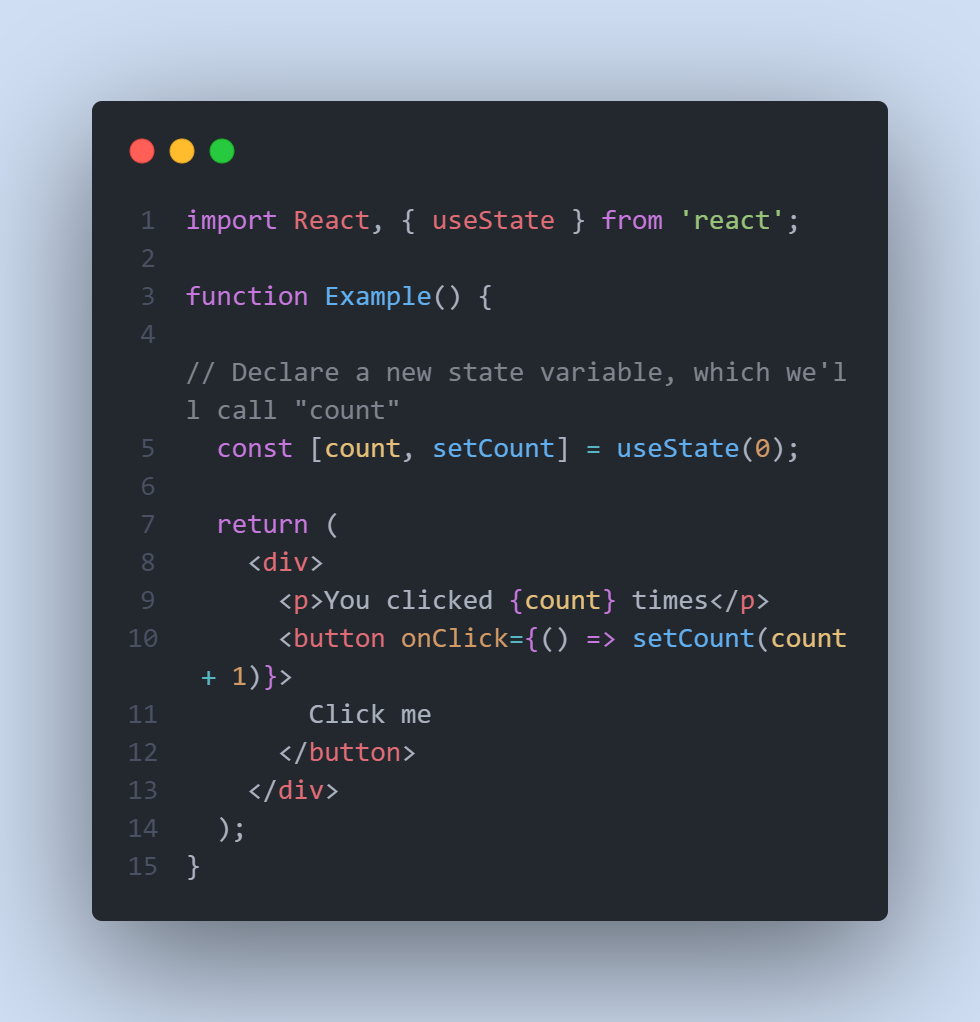 1 import React, { useState } from 'react';
2
3 function Example() {
4
// Declare a new state variable, which we'l
l call "count"
5   const [count, setCount] = useState(0);
6
7   return (
8     <div>
9       <p>You clicked {count} times</p>
10       <button onClick={() => setCount(count
 + 1)}>
11         Click me
12       </button>
13     </div>
14   );
15 }